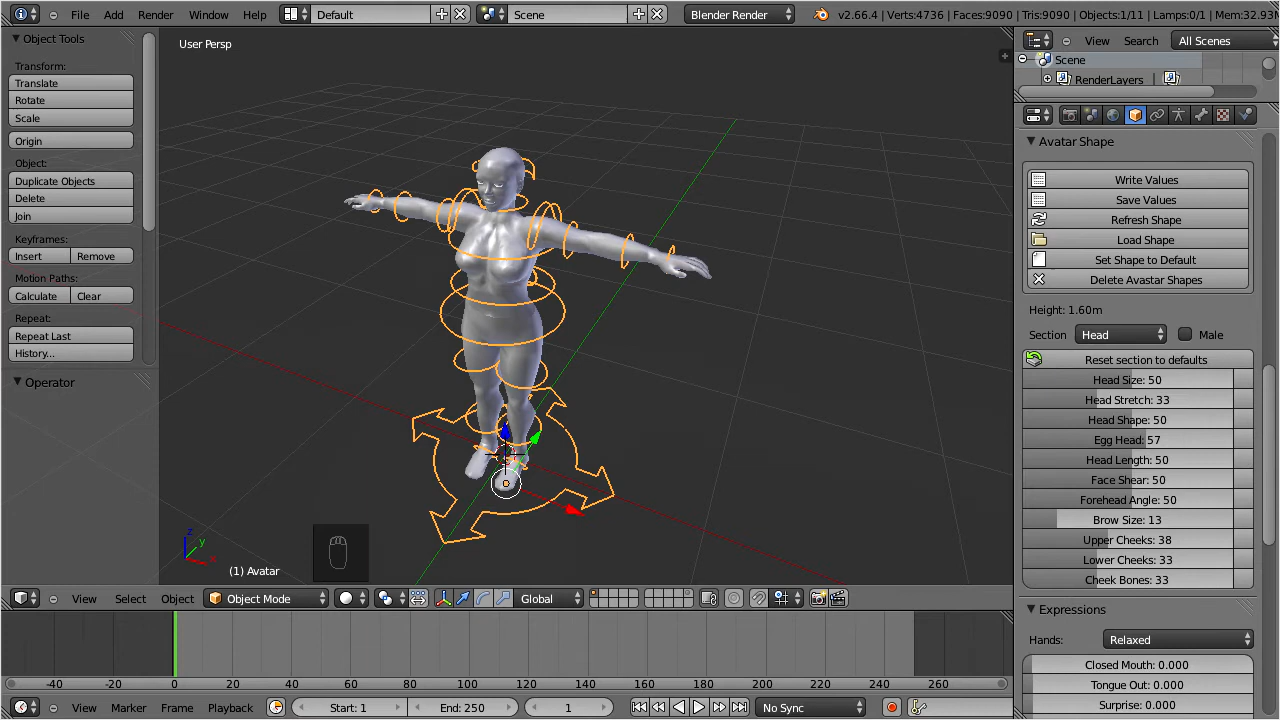 File Render Window Help Default Scene Blender Render v2.66.4 | Verts:4736 | Faces:9090 | Tris:9090 | Objects:1/11 | Lamps:0/1 | Mem:32.93
Object Tools
Transform:
Translate
Rotate
Scale
Origin
Object:
Duplicate Objects
Delete
Join
Keyframes:
Insert Remove
Motion Paths:
Calculate Clear
Repeat:
Repeat Last
History...
Operator
User Persp
z
y
x
(1) Avatar
View Search All Scenes
Scene
RenderLayers |
Avatar Shape
Write Values
Save Values
Refresh Shape
Load Shape
Set Shape to Default
Delete Avastar Shapes
Height: 1.60m
Section Head Male
Reset section to defaults
Head Size: 50
Head Stretch: 33
Head Shape: 50
Egg Head: 57
Head Length: 50
Face Shear: 50
Forehead Angle: 50
Brow Size: 13
Upper Cheeks: 38
Lower Cheeks: 33
Cheek Bones: 33
Expressions
Hands: Relaxed
Closed Mouth: 0.000
Tongue Out: 0.000
Surprise: 0.000
View Select Object Object Mode Global
-40 -20 0 20 40 60 80 100 120 140 160 180 200 220 240 260
View Marker Frame Playback Start: 1 End: 250 1 No Sync